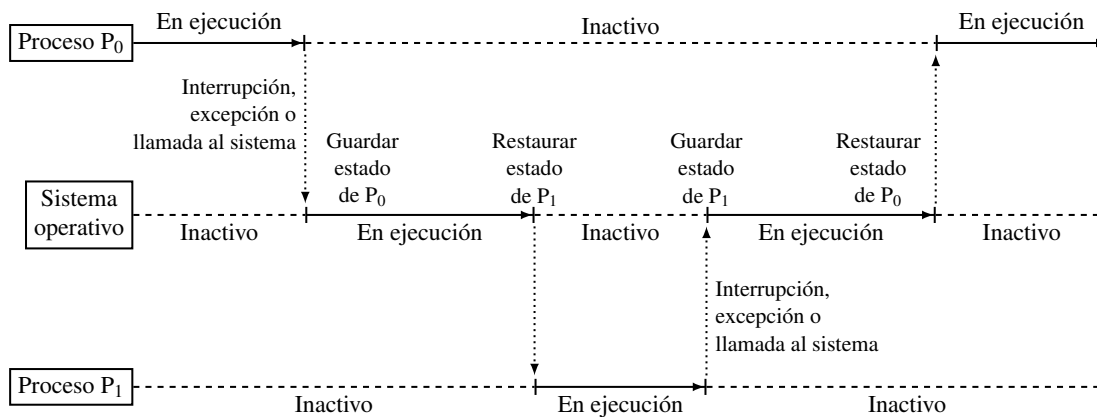 En ejecución
Inactivo
En ejecución
Proceso P₀
Interrupción,
excepción o
llamada al sistema
Guardar
estado
de P₀
Restaurar
estado
de P₁
Guardar
estado
de P₁
Restaurar
estado
de P₀
Sistema
operativo
Inactivo
En ejecución
Inactivo
En ejecución
Inactivo
Interrupción,
excepción o
llamada al sistema
Proceso P₁
Inactivo
En ejecución
Inactivo